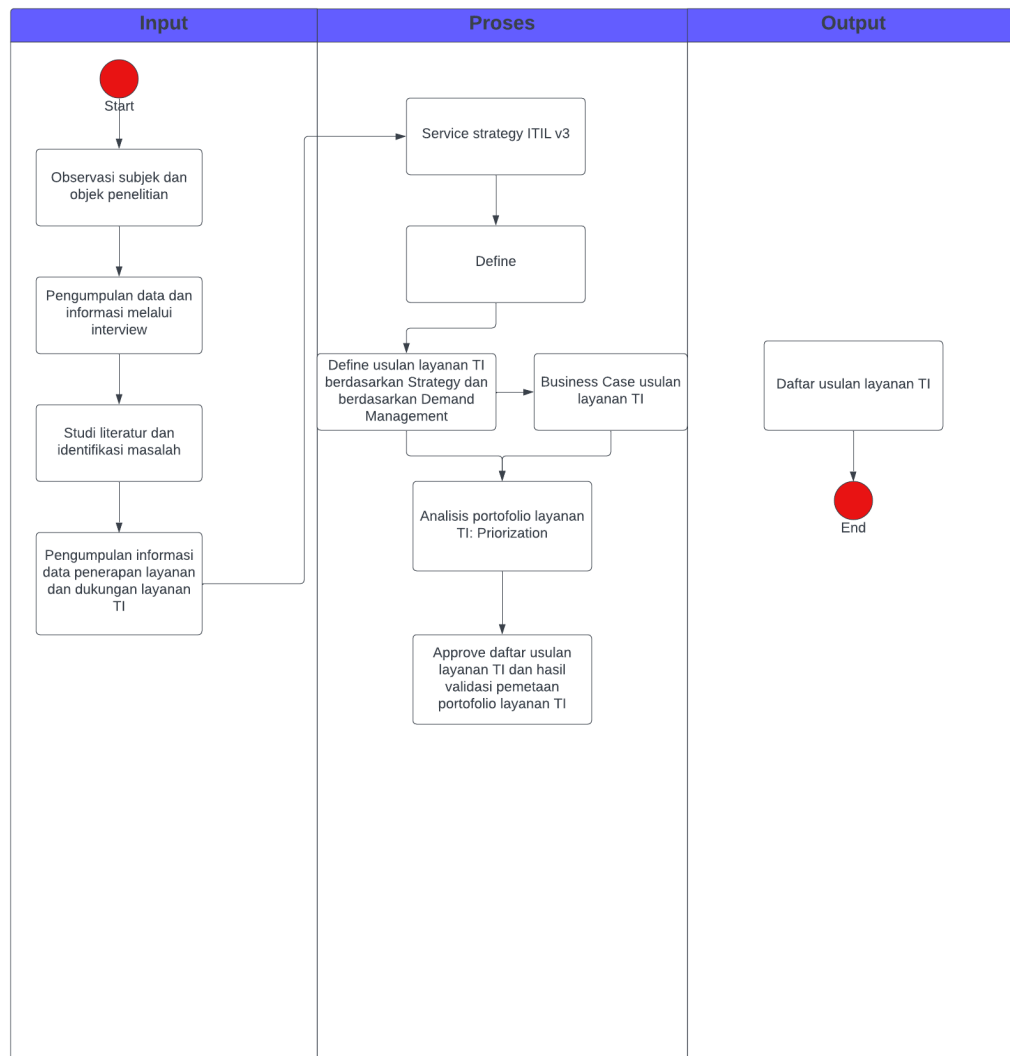 Input
Proses
Output
Start
Observasi subjek dan
objek penelitian
Pengumpulan data dan
informasi melalui
interview
Studi literatur dan
identifikasi masalah
Pengumpulan informasi
data penerapan layanan
dan dukungan layanan
TI
Service strategy ITIL v3
Define
Define usulan layanan TI
berdasarkan Strategy dan
berdasarkan Demand
Management
Business Case usulan
layanan TI
Analisis portofolio layanan
TI: Priorization
Approve daftar usulan
layanan TI dan hasil
validasi pemetaan
portofolio layanan TI
Daftar usulan layanan TI
End